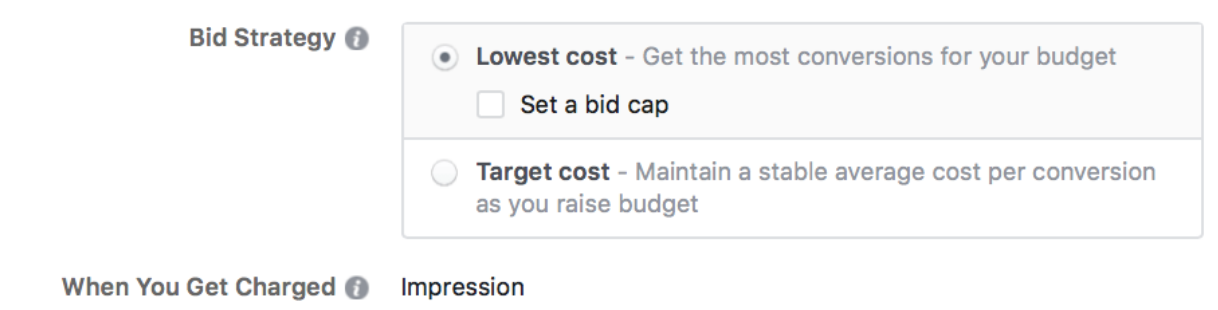 Bid Strategy
Lowest cost - Get the most conversions for your budget
Set a bid cap
Target cost - Maintain a stable average cost per conversion
as you raise budget
When You Get Charged
Impression